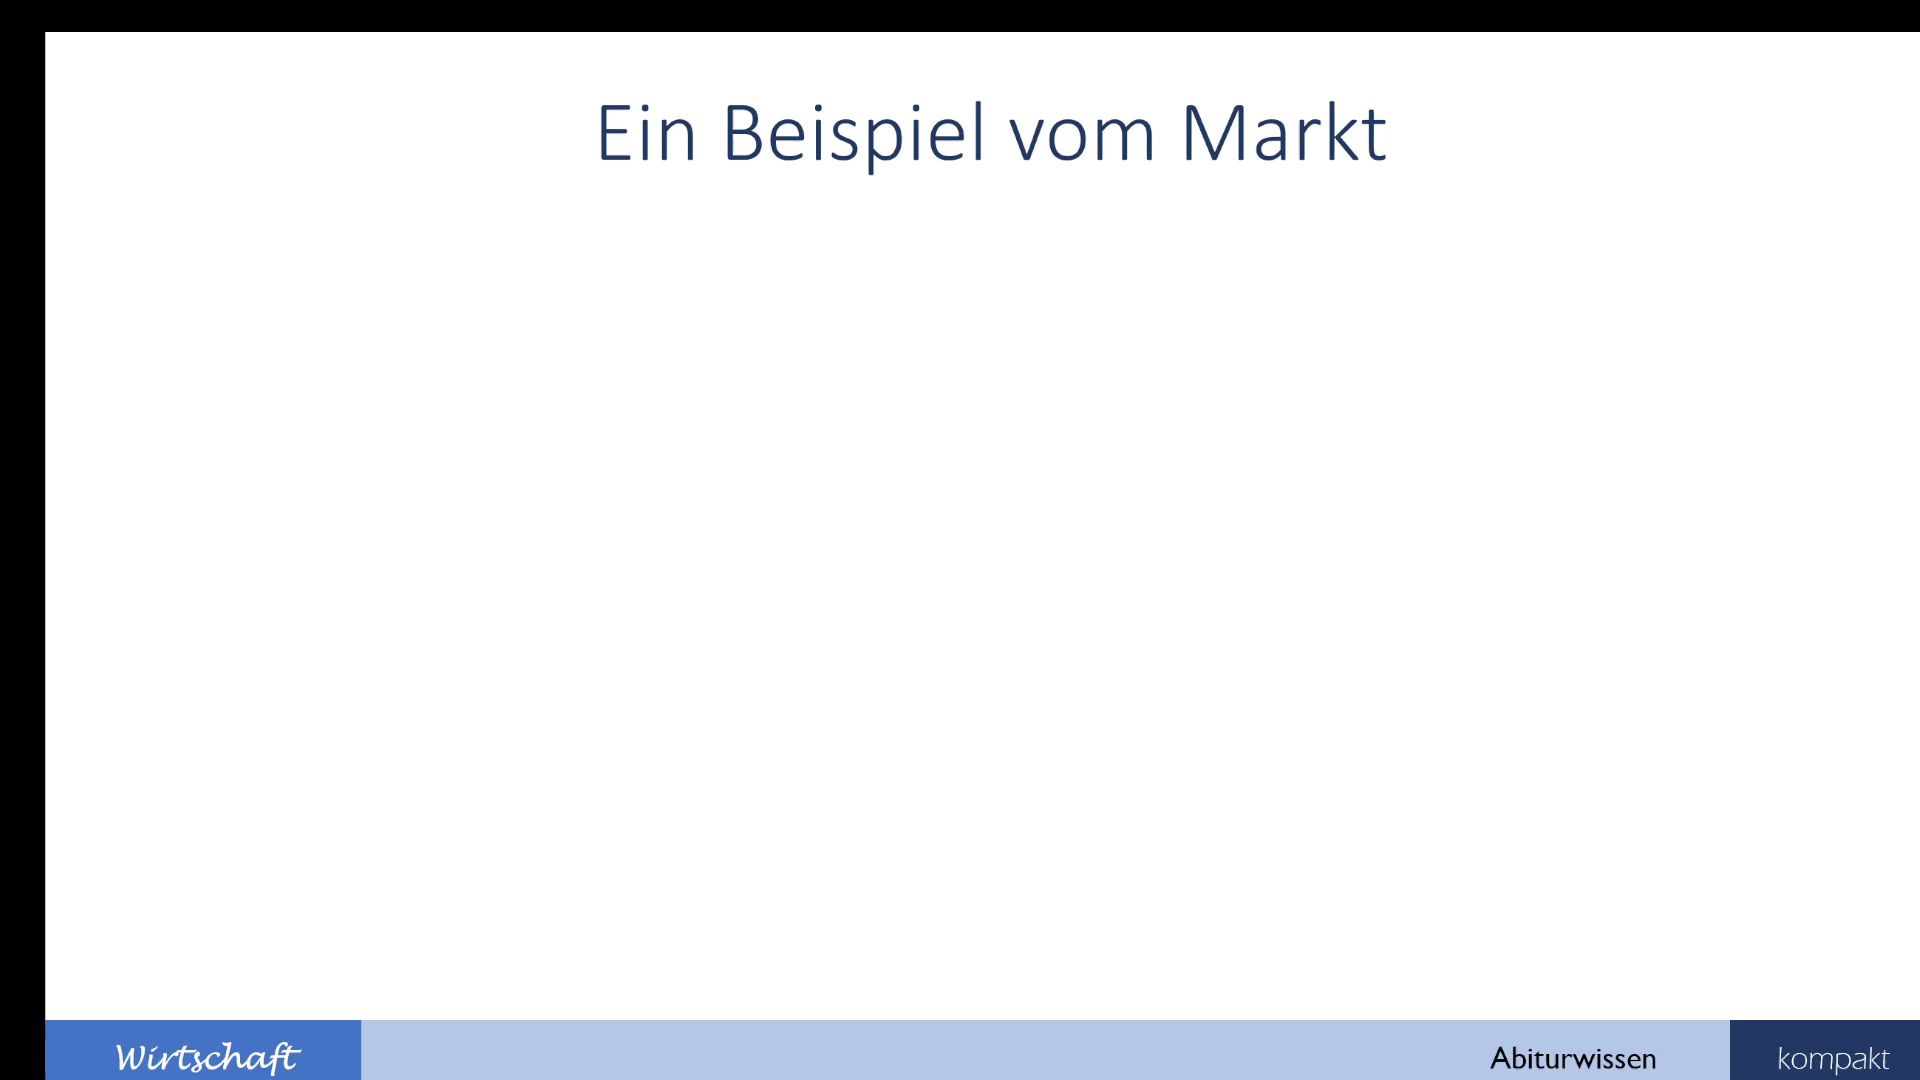 Ein Beispiel vom Markt
Wirtschaft
Abiturwissen
kompakt